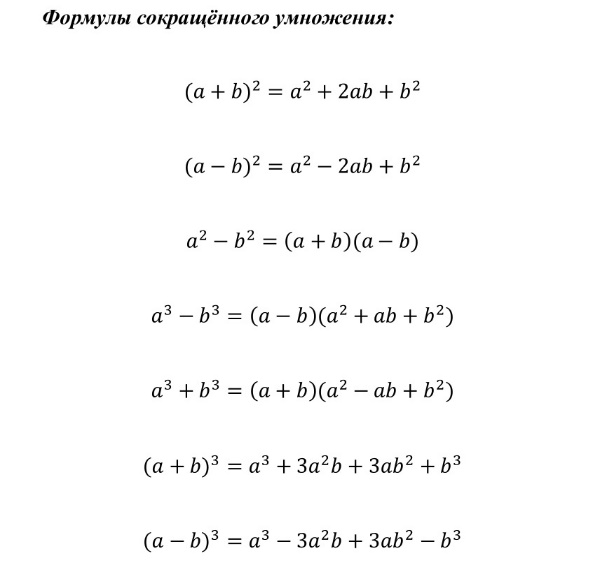 Формулы сокращённого умножения:
(a + b)² = a² + 2ab + b²
(a − b)² = a² − 2ab + b²
a² − b² = (a + b)(a − b)
a³ − b³ = (a − b)(a² + ab + b²)
a³ + b³ = (a + b)(a² − ab + b²)
(a + b)³ = a³ + 3a²b + 3ab² + b³
(a − b)³ = a³ − 3a²b + 3ab² − b³